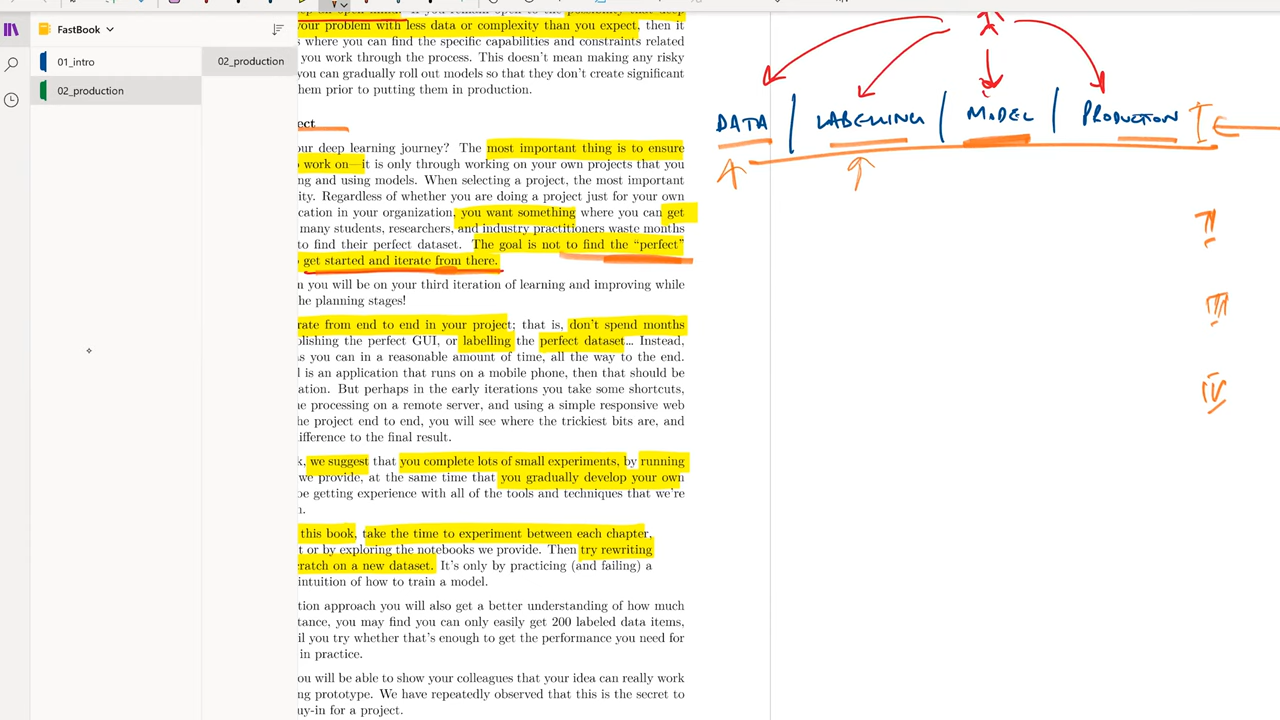 FastBook
01_intro
02_production
02_production
your problem with less data or complexity than you expect, then it
s where you can find the specific capabilities and constraints related
you work through the process. This doesn't mean making any risky
you can gradually roll out models so that they don't create significant
hem prior to putting them in production.
ect
our deep learning journey? The most important thing is to ensure
work on—it is only through working on your own projects that you
ng and using models. When selecting a project, the most important
ity. Regardless of whether you are doing a project just for your own
cation in your organization, you want something where you can get
many students, researchers, and industry practitioners waste months
to find their perfect dataset. The goal is not to find the “perfect”
get started and iterate from there.
n you will be on your third iteration of learning and improving while
he planning stages!
rate from end to end in your project; that is, don't spend months
olishing the perfect GUI, or labelling the perfect dataset... Instead,
as you can in a reasonable amount of time, all the way to the end.
l is an application that runs on a mobile phone, then that should be
ation. But perhaps in the early iterations you take some shortcuts,
he processing on a remote server, and using a simple responsive web
he project end to end, you will see where the trickiest bits are, and
ifference to the final result.
k, we suggest that you complete lots of small experiments, by running
we provide, at the same time that you gradually develop your own
be getting experience with all of the tools and techniques that we're
n.
this book, take the time to experiment between each chapter,
t or by exploring the notebooks we provide. Then try rewriting
cratch on a new dataset. It's only by practicing (and failing) a
intuition of how to train a model.
tion approach you will also get a better understanding of how much
tance, you may find you can only easily get 200 labeled data items,
il you try whether that's enough to get the performance you need for
in practice.
ou will be able to show your colleagues that your idea can really work
ng prototype. We have repeatedly observed that this is the secret to
uy-in for a project.
DATA | LABELLING | MODEL | PRODUCTION I
II
III
IV